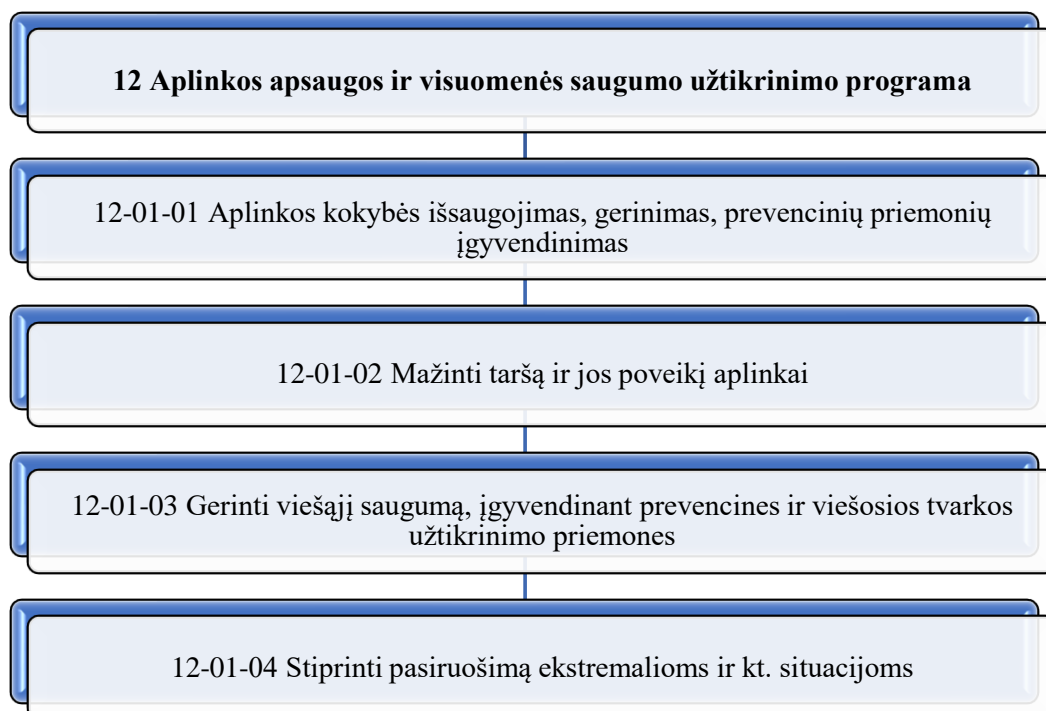 12 Aplinkos apsaugos ir visuomenės saugumo užtikrinimo programa
12-01-01 Aplinkos kokybės išsaugojimas, gerinimas, prevencinių priemonių
įgyvendinimas
12-01-02 Mažinti taršą ir jos poveikį aplinkai
12-01-03 Gerinti viešąjį saugumą, įgyvendinant prevencines ir viešosios tvarkos
užtikrinimo priemones
12-01-04 Stiprinti pasiruošimą ekstremalioms ir kt. situacijoms